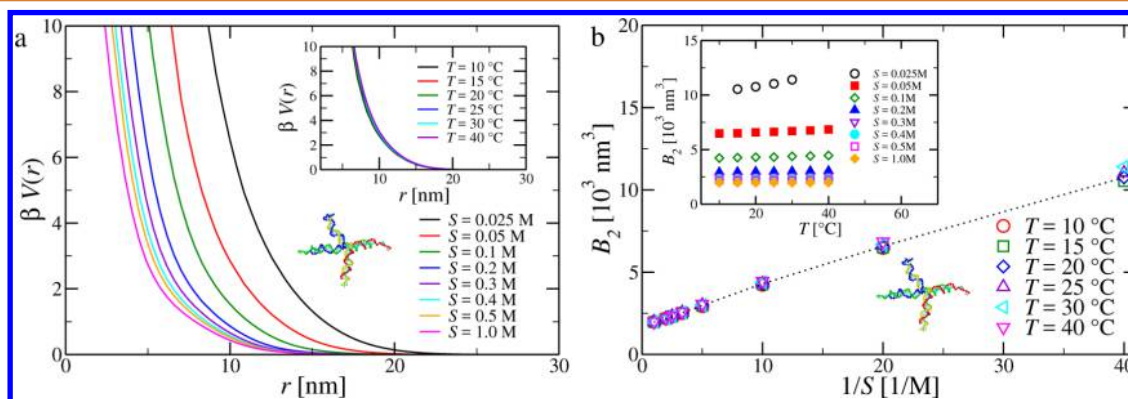 a
10
8
6
4
2
0
β V(r)
0
10
20
30
r [nm]
10
8
6
4
2
0
β V(r)
10
20
30
r [nm]
T = 10 °C
T = 15 °C
T = 20 °C
T = 25 °C
T = 30 °C
T = 40 °C
S = 0.025 M
S = 0.05 M
S = 0.1 M
S = 0.2 M
S = 0.3 M
S = 0.4 M
S = 0.5 M
S = 1.0 M
b
20
15
10
5
0
B2 [10³ nm³]
0
10
20
30
40
1/S [1/M]
15
10
5
0
B2 [10³ nm³]
0
20
40
60
T [°C]
S = 0.025M
S = 0.05M
S = 0.1M
S = 0.2M
S = 0.3M
S = 0.4M
S = 0.5M
S = 1.0M
T = 10 °C
T = 15 °C
T = 20 °C
T = 25 °C
T = 30 °C
T = 40 °C